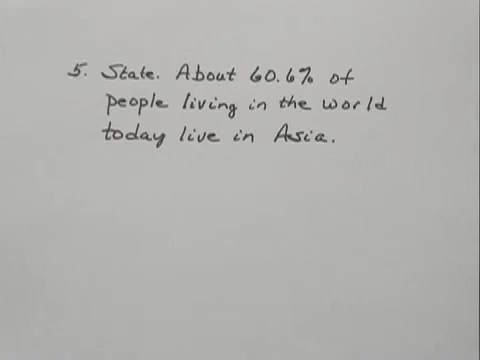 5. State. About 60.6% of
people living in the world
today live in Asia.